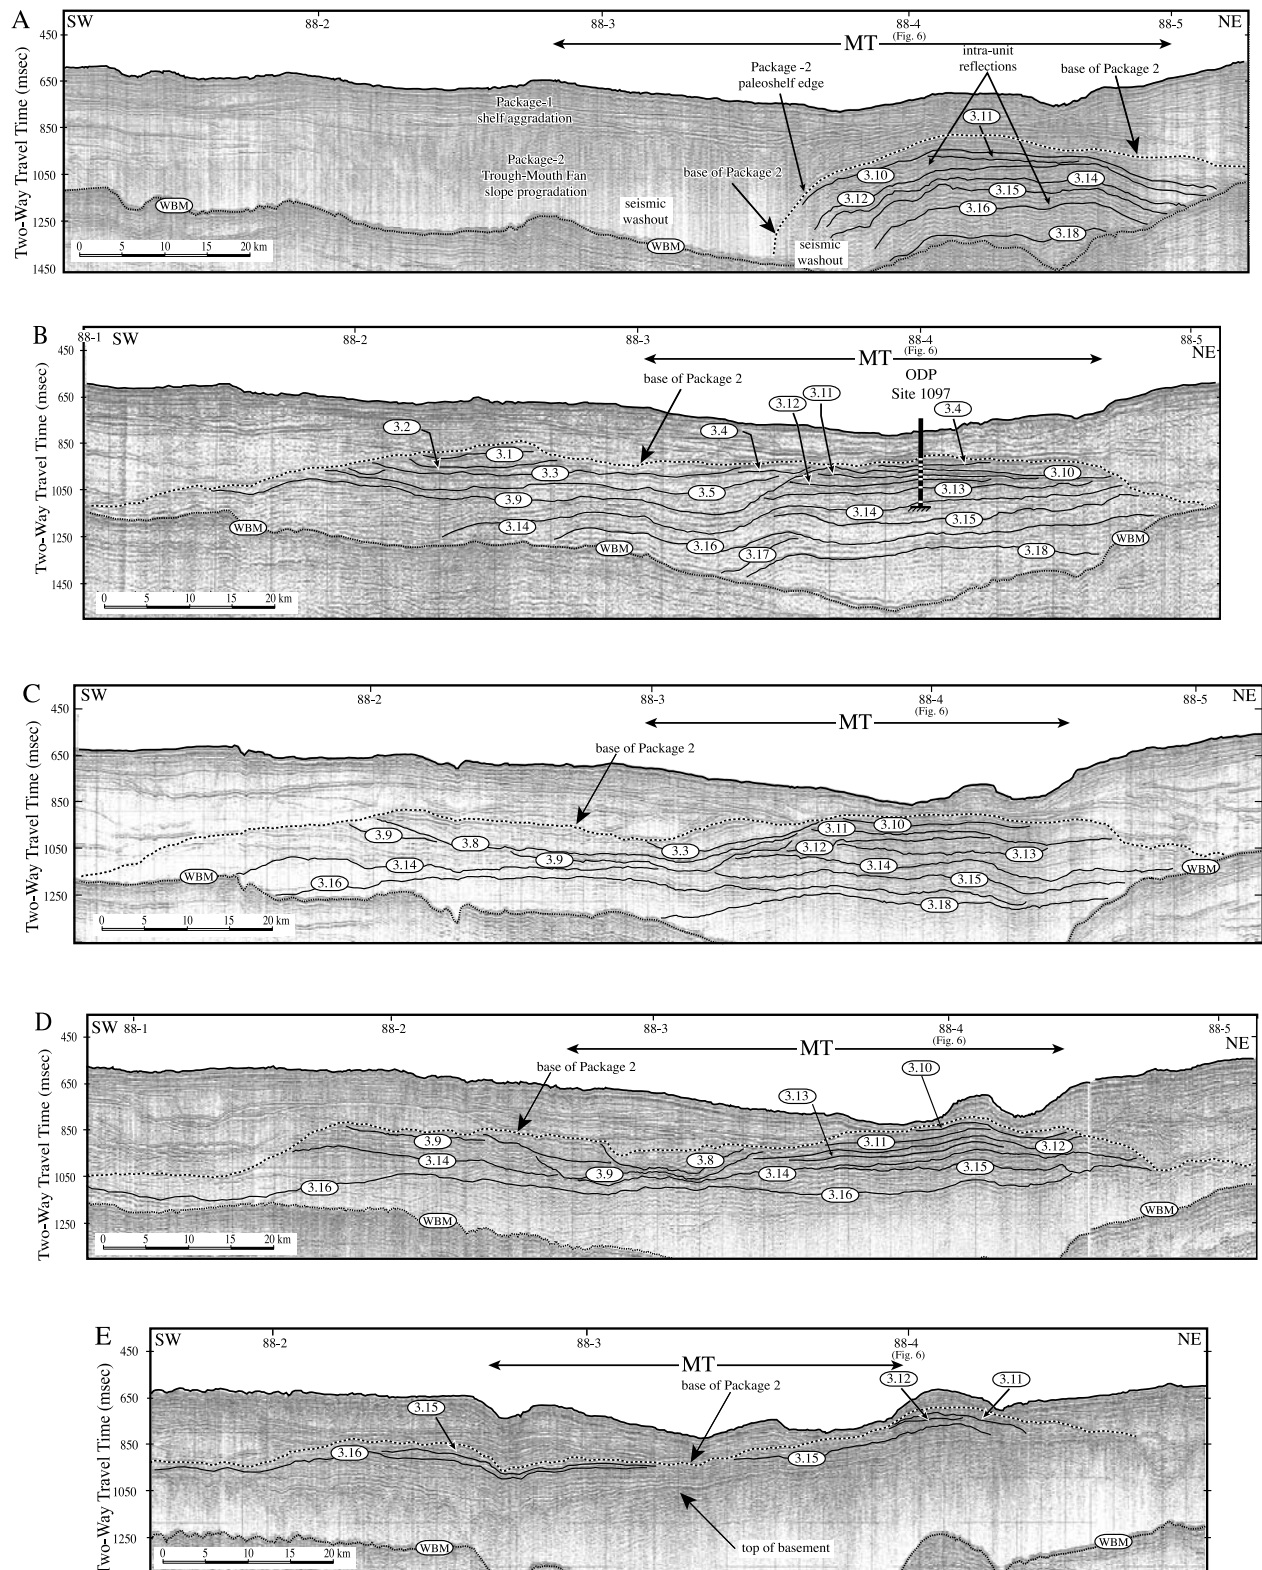 A
SW
88-2
88-3
88-4
(Fig. 6)
88-5
NE
MT
Two-Way Travel Time (msec)
450
650
850
1050
1250
1450
Package-1
shelf aggradation
Package-2
Trough-Mouth Fan
slope progradation
seismic
washout
Package -2
paleoshelf edge
base of Package 2
intra-unit
reflections
base of Package 2
3.11
3.10
3.14
3.12
3.15
3.16
3.18
WBM
WBM
seismic
washout
0 5 10 15 20 km
B
88-1
SW
88-2
88-3
88-4
(Fig. 6)
88-5
NE
MT
Two-Way Travel Time (msec)
450
650
850
1050
1250
1450
base of Package 2
ODP
Site 1097
3.11
3.12
3.4
3.2
3.4
3.1
3.3
3.10
3.5
3.13
3.9
3.14
3.15
3.14
3.16
3.17
3.18
WBM
WBM
WBM
0 5 10 15 20 km
C
SW
88-2
88-3
88-4
(Fig. 6)
88-5
NE
MT
Two-Way Travel Time (msec)
450
650
850
1050
1250
base of Package 2
3.9
3.8
3.9
3.3
3.11
3.10
3.12
3.13
3.14
3.14
3.15
3.16
3.18
WBM
WBM
0 5 10 15 20 km
D
SW
88-1
88-2
88-3
88-4
(Fig. 6)
88-5
NE
MT
Two-Way Travel Time (msec)
450
650
850
1050
1250
base of Package 2
3.10
3.13
3.9
3.11
3.12
3.14
3.8
3.9
3.14
3.15
3.16
3.16
WBM
WBM
0 5 10 15 20 km
E
SW
88-2
88-3
88-4
(Fig. 6)
NE
MT
Two-Way Travel Time (msec)
450
650
850
1050
1250
base of Package 2
3.12
3.11
3.15
3.16
3.15
top of basement
WBM
WBM
0 5 10 15 20 km